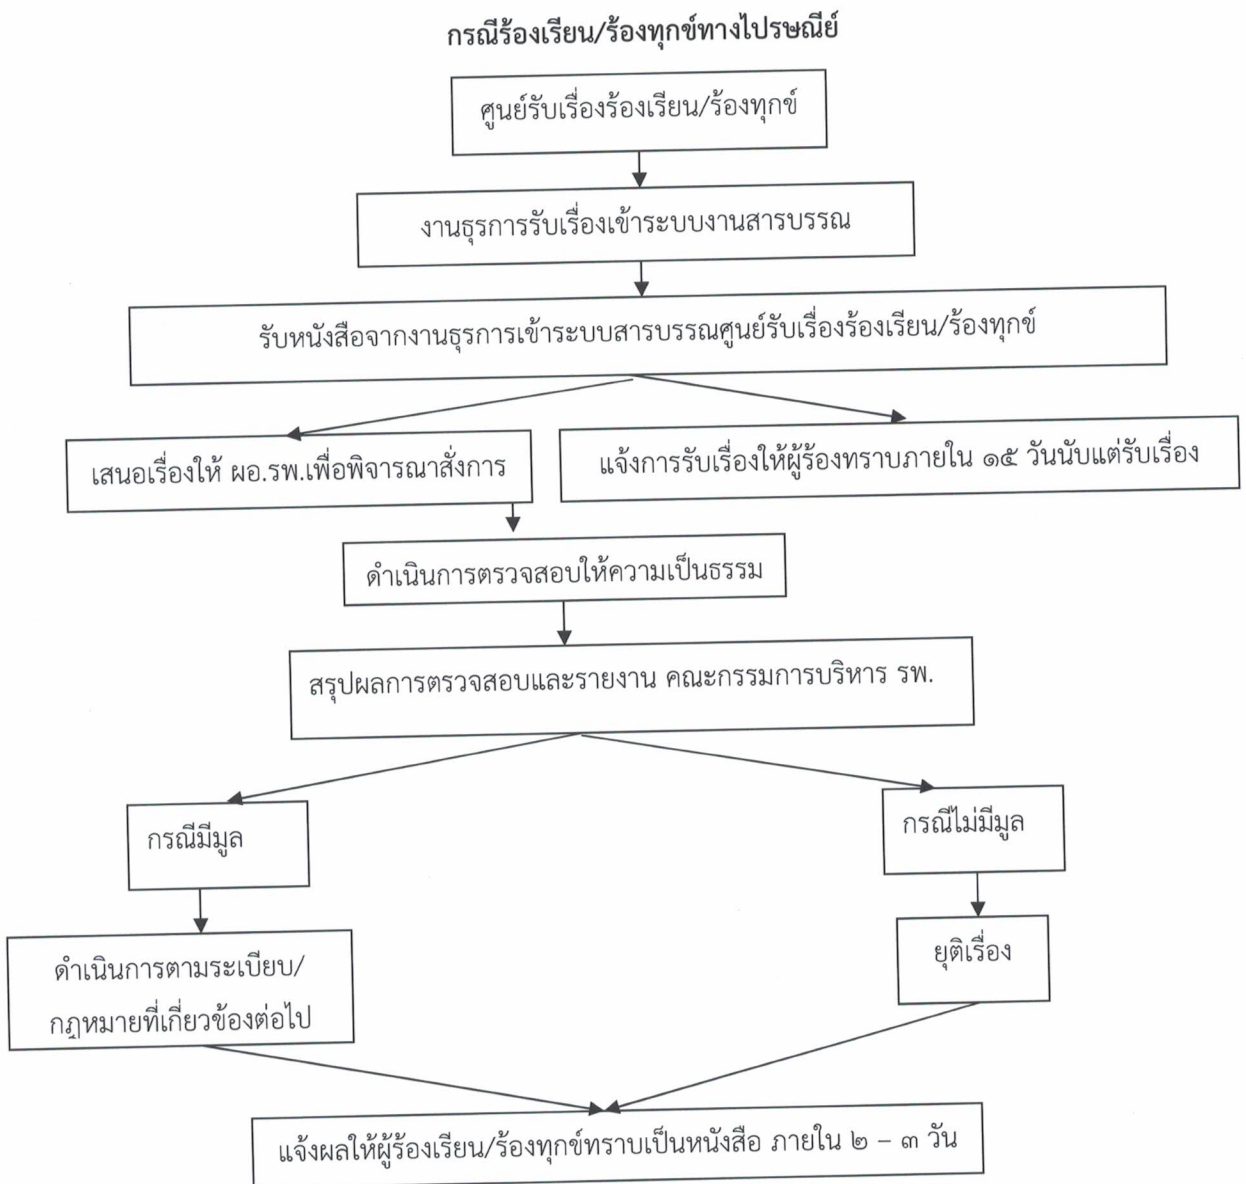 กรณีร้องเรียน/ร้องทุกข์ทางไปรษณีย์
ศูนย์รับเรื่องร้องเรียน/ร้องทุกข์
งานธุรการรับเรื่องเข้าระบบงานสารบรรณ
รับหนังสือจากงานธุรการเข้าระบบสารบรรณศูนย์รับเรื่องร้องเรียน/ร้องทุกข์
เสนอเรื่องให้ ผอ.รพ.เพื่อพิจารณาสั่งการ
แจ้งการรับเรื่องให้ผู้ร้องทราบภายใน ๑๕ วันนับแต่รับเรื่อง
ดำเนินการตรวจสอบให้ความเป็นธรรม
สรุปผลการตรวจสอบและรายงาน คณะกรรมการบริหาร รพ.
กรณีมีมูล
กรณีไม่มีมูล
ดำเนินการตามระเบียบ/
กฎหมายที่เกี่ยวข้องต่อไป
ยุติเรื่อง
แจ้งผลให้ผู้ร้องเรียน/ร้องทุกข์ทราบเป็นหนังสือ ภายใน ๒ – ๓ วัน